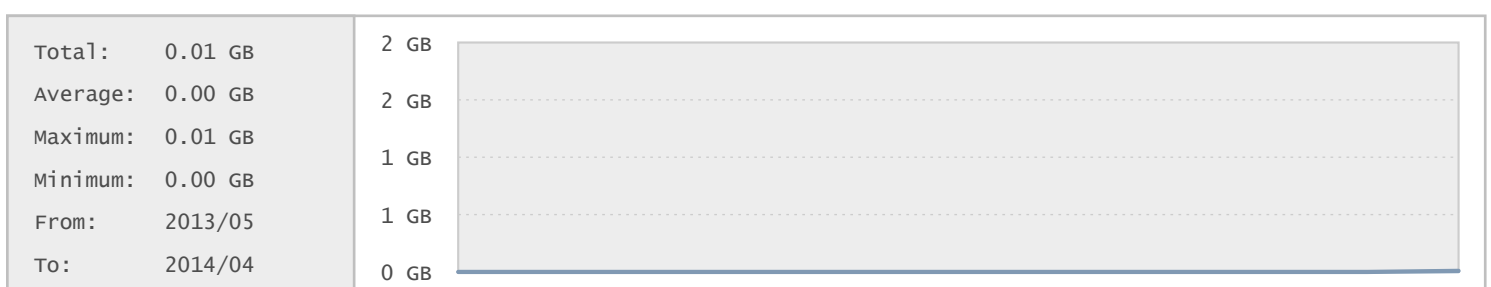 Total: 0.01 GB
Average: 0.00 GB
Maximum: 0.01 GB
Minimum: 0.00 GB
From: 2013/05
To: 2014/04
2 GB
2 GB
1 GB
1 GB
0 GB